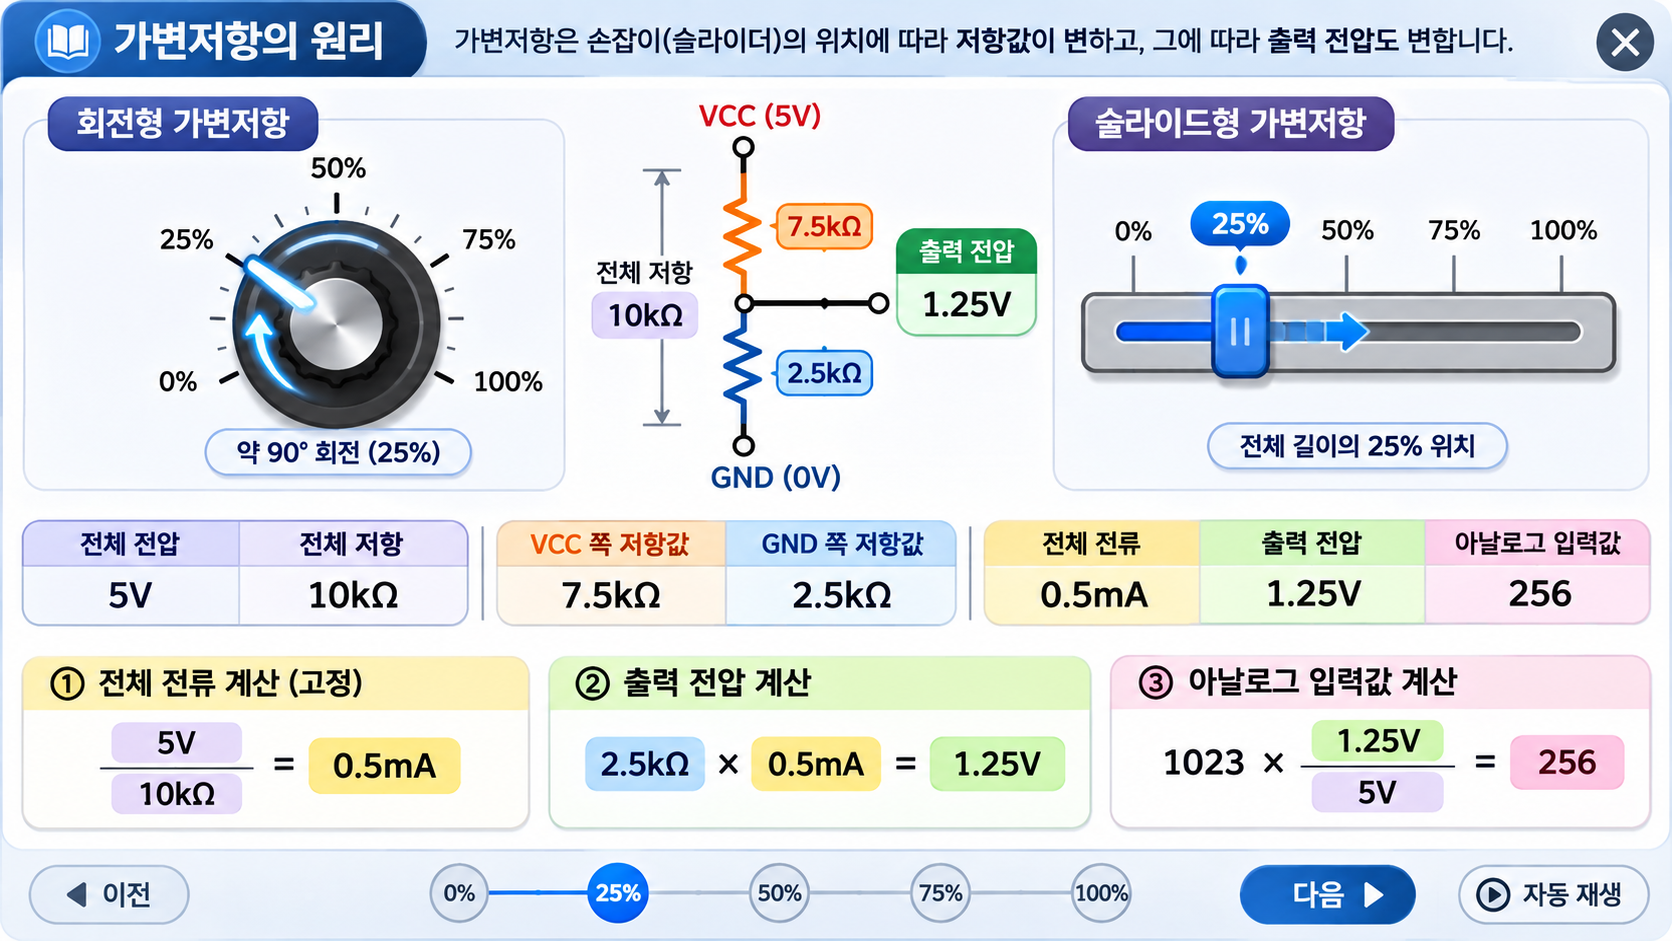 가변저항의 원리
가변저항은 손잡이(슬라이더)의 위치에 따라 저항값이 변하고, 그에 따라 출력 전압도 변합니다.
회전형 가변저항
50%
25%
75%
0%
100%
약 90° 회전 (25%)
VCC (5V)
7.5kΩ
전체 저항
10kΩ
출력 전압
1.25V
2.5kΩ
GND (0V)
슬라이드형 가변저항
0%
25%
50%
75%
100%
전체 길이의 25% 위치
전체 전압
전체 저항
5V
10kΩ
VCC 쪽 저항값
GND 쪽 저항값
7.5kΩ
2.5kΩ
전체 전류
출력 전압
아날로그 입력값
0.5mA
1.25V
256
① 전체 전류 계산 (고정)
5V
10kΩ
= 0.5mA
② 출력 전압 계산
2.5kΩ × 0.5mA = 1.25V
③ 아날로그 입력값 계산
1023 ×
1.25V
5V
= 256
이전
0%
25%
50%
75%
100%
다음
자동 재생